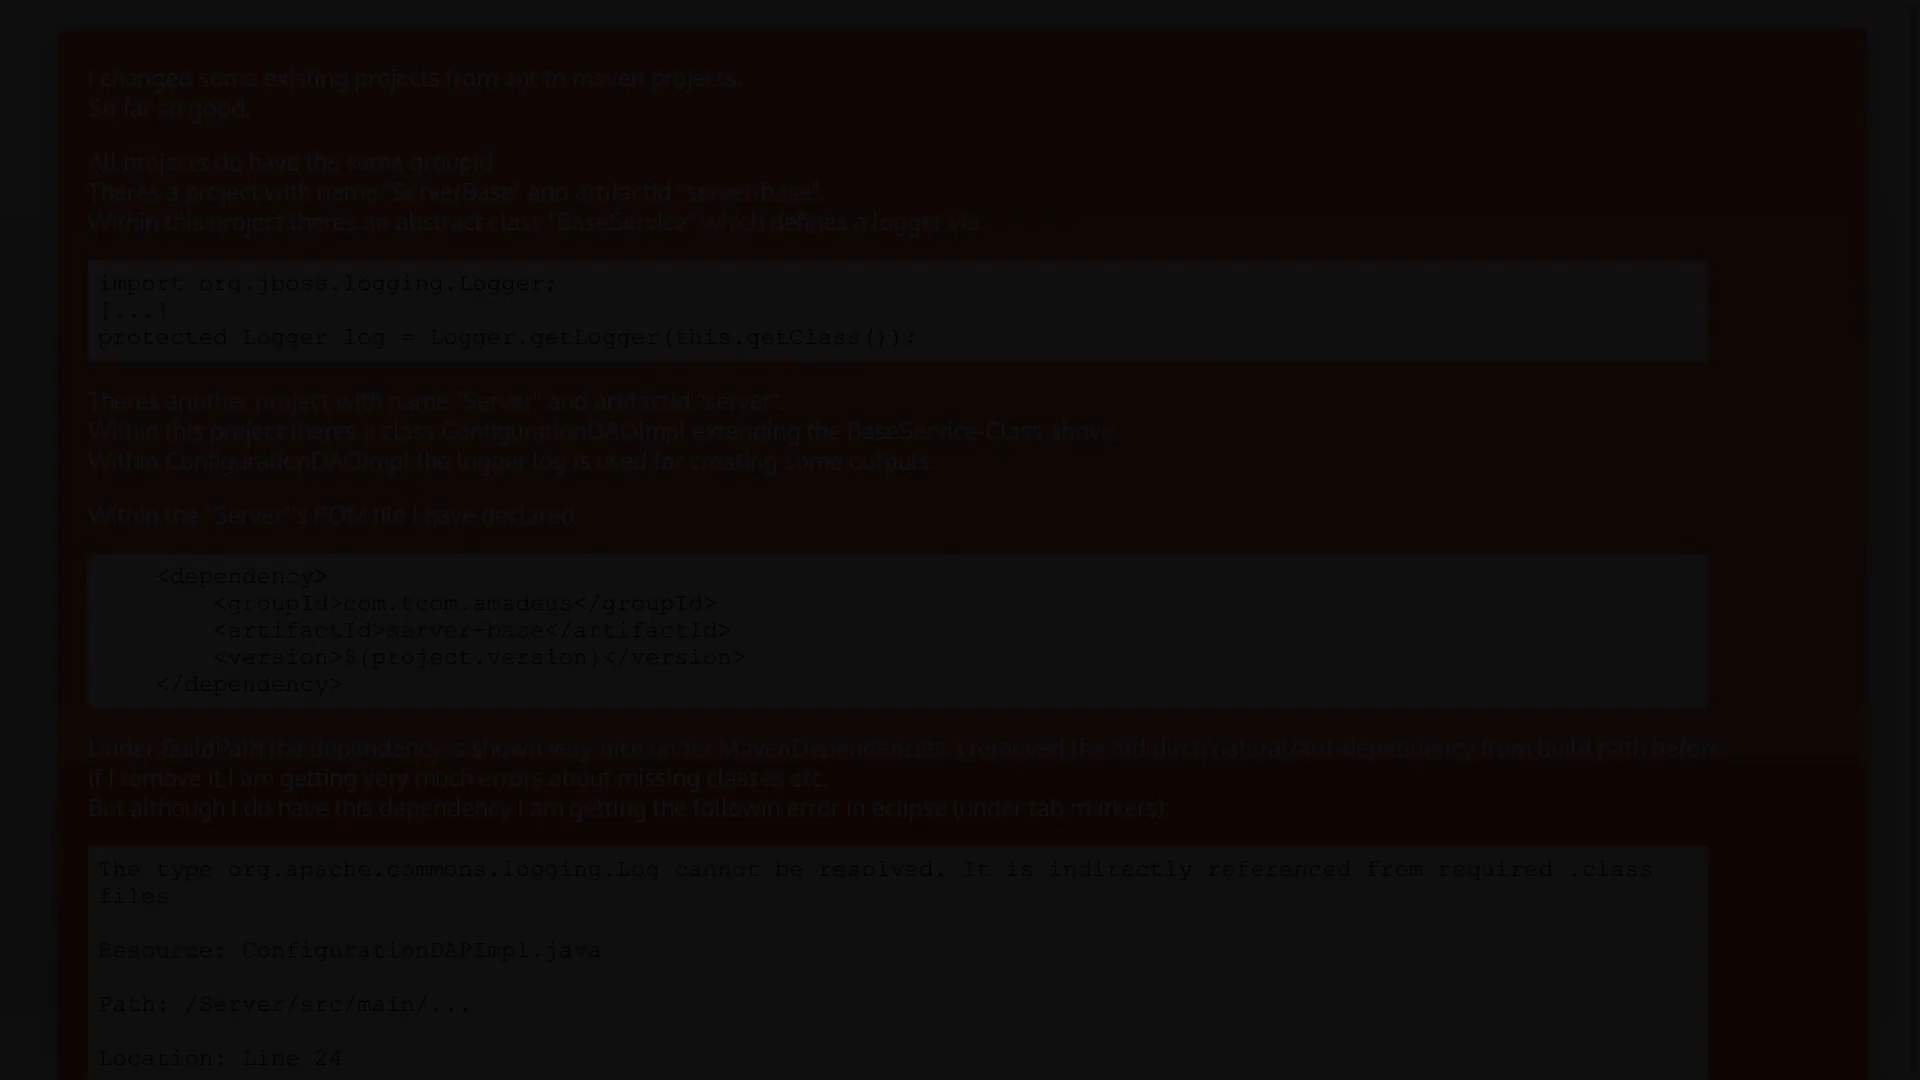 I changed some existing projects from ant to maven projects.
So far so good.
All projects do have the same groupId
Theres a project with name "ServerBase" and artifactId "server-base".
Within this project theres an abstract class "BaseService" which defines a logger via:
import org.jboss.logging.Logger;
[...]
protected Logger log = Logger.getLogger(this.getClass());
Theres another project with name "Server" and artifactId "server".
Within this project theres a class ConfigurationDAOImpl extending the BaseService-Class above.
Within ConfigurationDAOImpl the logger log is used for creating some outputs.
Within the "Server"'s POM file I have declared:
<dependency>
<groupId>com.tcom.amadeus</groupId>
<artifactId>server-base</artifactId>
<version>${project.version}</version>
</dependency>
Under BuildPath the dependency is shown very nice under MavenDependencies. I removed the old from build path before.
If I remove it I am getting very much errors about missing classes etc.
But although I do have this dependency I am getting the followin error in eclipse (under tab markers):
The type org.apache.commons.logging.Log cannot be resolved. It is indirectly referenced from required .class
files
Resource: ConfigurationDAPImpl.java
Path: /Server/src/main/...
Location: Line 24